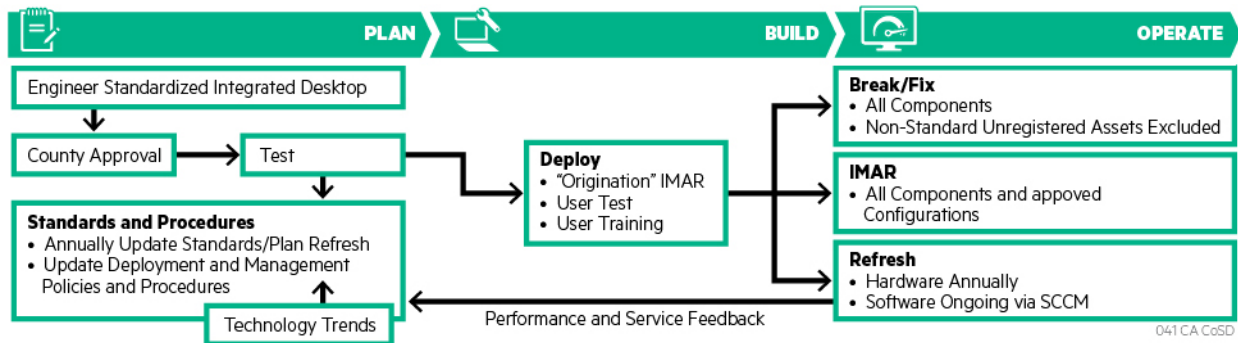 PLAN
BUILD
OPERATE
Engineer Standardized Integrated Desktop
County Approval
Test
Standards and Procedures
• Annually Update Standards/Plan Refresh
• Update Deployment and Management
Policies and Procedures
Technology Trends
Deploy
• “Origination” IMAR
• User Test
• User Training
Break/Fix
• All Components
• Non-Standard Unregistered Assets Excluded
IMAR
• All Components and appoved
Configurations
Refresh
• Hardware Annually
• Software Ongoing via SCCM
Performance and Service Feedback
041 CA CoSD